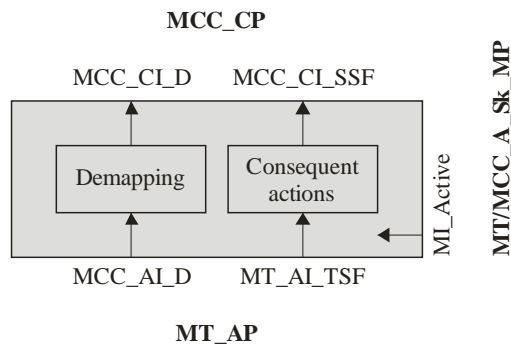 MCC_CP
MCC_CI_D
MCC_CI_SSF
Demapping
Consequent
actions
MI_Active
MT/MCC_A_Sk_MP
MCC_AI_D
MT_AI_TSF
MT_AP